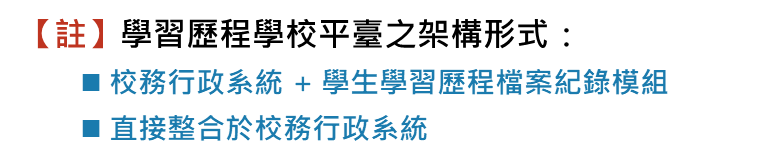 【註】學習歷程學校平臺之架構形式：
■ 校務行政系統 + 學生學習歷程檔案紀錄模組
■ 直接整合於校務行政系統